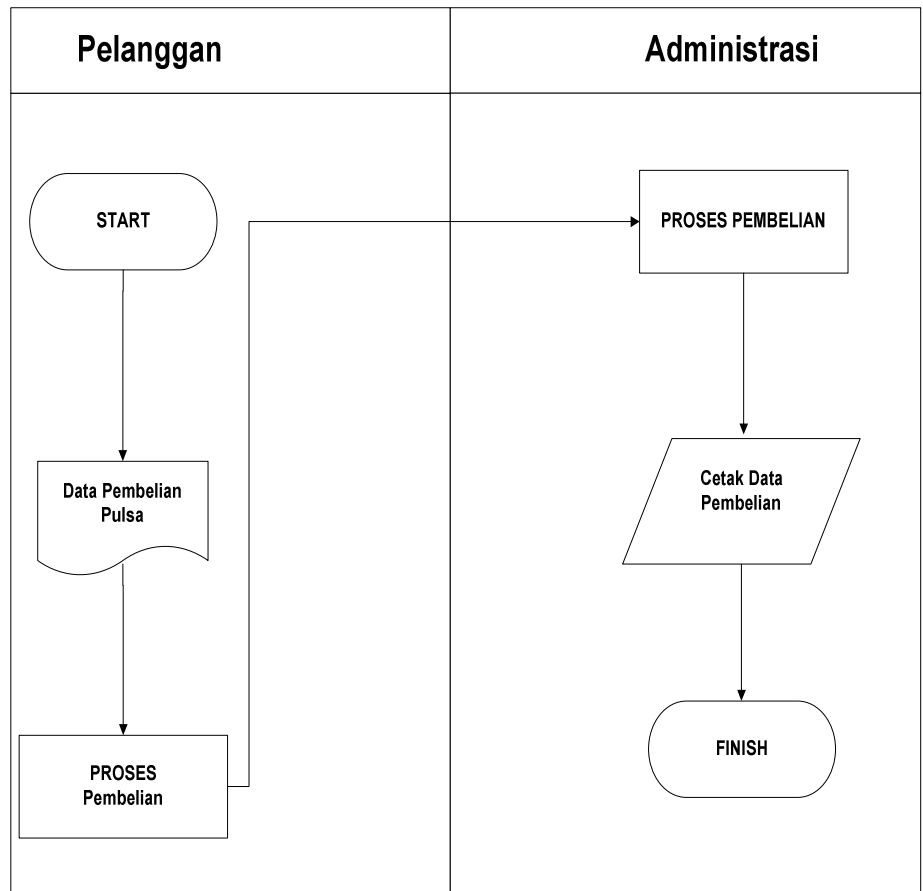 Pelanggan
Administrasi
START
Data Pembelian
Pulsa
PROSES
Pembelian
PROSES PEMBELIAN
Cetak Data
Pembelian
FINISH